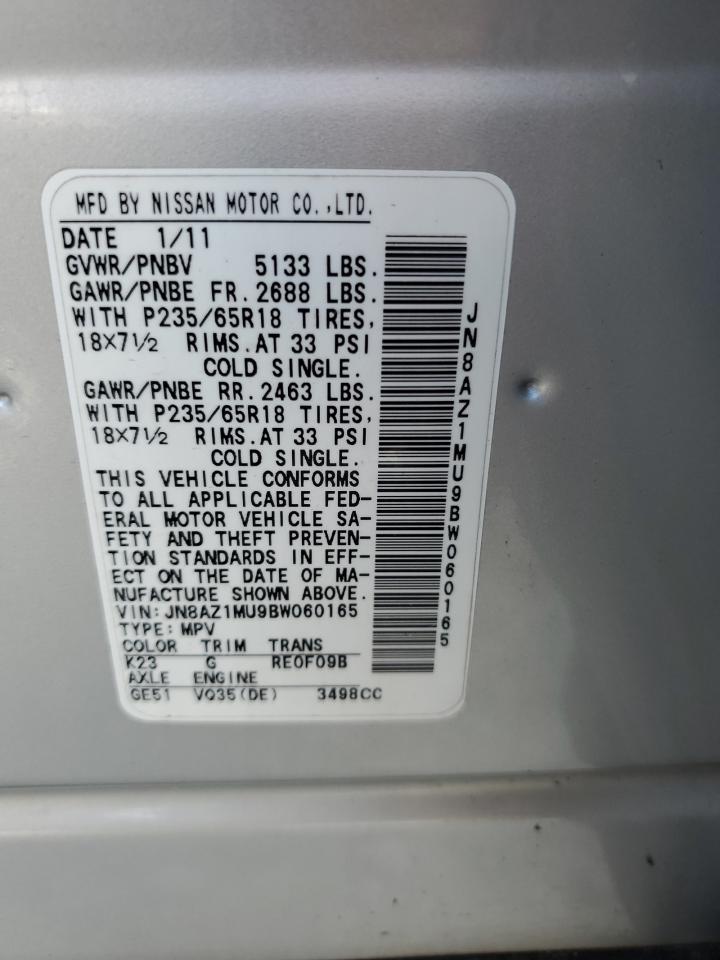 MFD BY NISSAN MOTOR CO.,LTD.
DATE 1/11
GVWR/PNBV 5133 LBS.
GAWR/PNBE FR.2688 LBS.
WITH P235/65R18 TIRES,
18X7 1/2 RIMS.AT 33 PSI
COLD SINGLE.
GAWR/PNBE RR.2463 LBS.
WITH P235/65R18 TIRES,
18X7 1/2 RIMS.AT 33 PSI
COLD SINGLE.
THIS VEHICLE CONFORMS
TO ALL APPLICABLE FED-
ERAL MOTOR VEHICLE SA-
FETY AND THEFT PREVEN-
TION STANDARDS IN EFF-
ECT ON THE DATE OF MA-
NUFACTURE SHOWN ABOVE.
VIN:JN8AZ1MU9BW060165
TYPE:MPV
COLOR TRIM TRANS
K23 G RE0F09B
AXLE ENGINE
GE51 VQ35(DE) 3498CC
JN8AZ1MU9BW060165